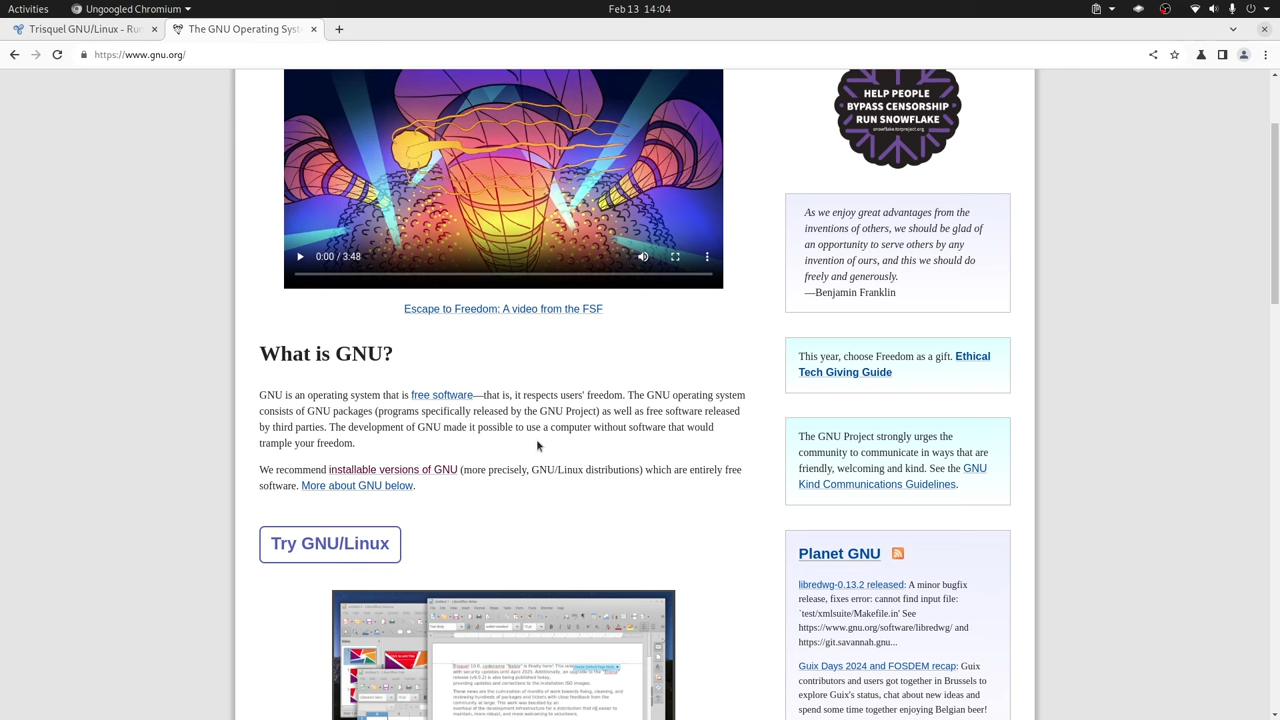 Activities
Ungoogled Chromium
Feb 13 14:04
Trisquel GNU/Linux - Run
The GNU Operating Syst
https://www.gnu.org/
HELP PEOPLE
BYPASS CENSORSHIP
RUN SNOWFLAKE
snowflake.torproject.org
0:00 / 3:48
Escape to Freedom: A video from the FSF
What is GNU?
GNU is an operating system that is free software—that is, it respects users' freedom. The GNU operating system
consists of GNU packages (programs specifically released by the GNU Project) as well as free software released
by third parties. The development of GNU made it possible to use a computer without software that would
trample your freedom.
We recommend installable versions of GNU (more precisely, GNU/Linux distributions) which are entirely free
software. More about GNU below.
Try GNU/Linux
As we enjoy great advantages from the
inventions of others, we should be glad of
an opportunity to serve others by any
invention of ours, and this we should do
freely and generously.
—Benjamin Franklin
This year, choose Freedom as a gift. Ethical
Tech Giving Guide
The GNU Project strongly urges the
community to communicate in ways that are
friendly, welcoming and kind. See the GNU
Kind Communications Guidelines.
Planet GNU
libredwg-0.13.2 released: A minor bugfix
release, fixes error: cannot find input file:
'test/xmlsuite/Makefile.in' See
https://www.gnu.org/software/libredwg/ and
https://git.savannah.gnu...
Guix Days 2024 and FOSDEM recap: Guix
contributors and users got together in Brussels to
explore Guix's status, chat about new ideas and
spend some time together enjoying Belgian beer!